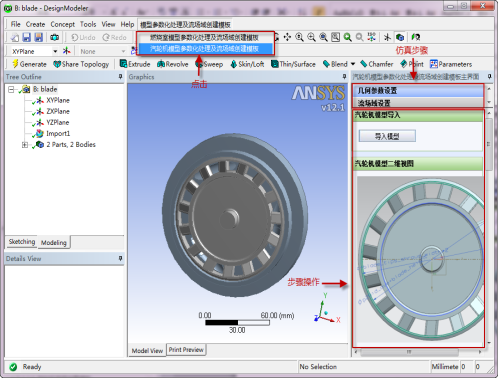 B: blade - DesignModeler
File Create Concept Tools View Help 模型参数化处理及流场域创建模板
燃烧室模型参数化处理及流场域创建模板
汽轮机模型参数化处理及流场域创建模板
Undo Redo
XYPlane None
点击
仿真步骤
Generate Share Topology Extrude Revolve Sweep Skin/Loft Thin/Surface Blend Chamfer Point Parameters
Tree Outline
Graphics
汽轮机模型参数化处理及流场域创建模板主界面
B: blade
XYPlane
ZXPlane
YZPlane
Import1
2 Parts, 2 Bodies
ANSYS
v12.1
几何参数设置
流场域设置
汽轮机模型导入
导入模型
汽轮机模型二维视图
步骤操作
Sketching Modeling
Details View
0.00 60.00 (mm)
30.00
Y
X
Z
Model View Print Preview
Ready No Selection Millimete 0 0